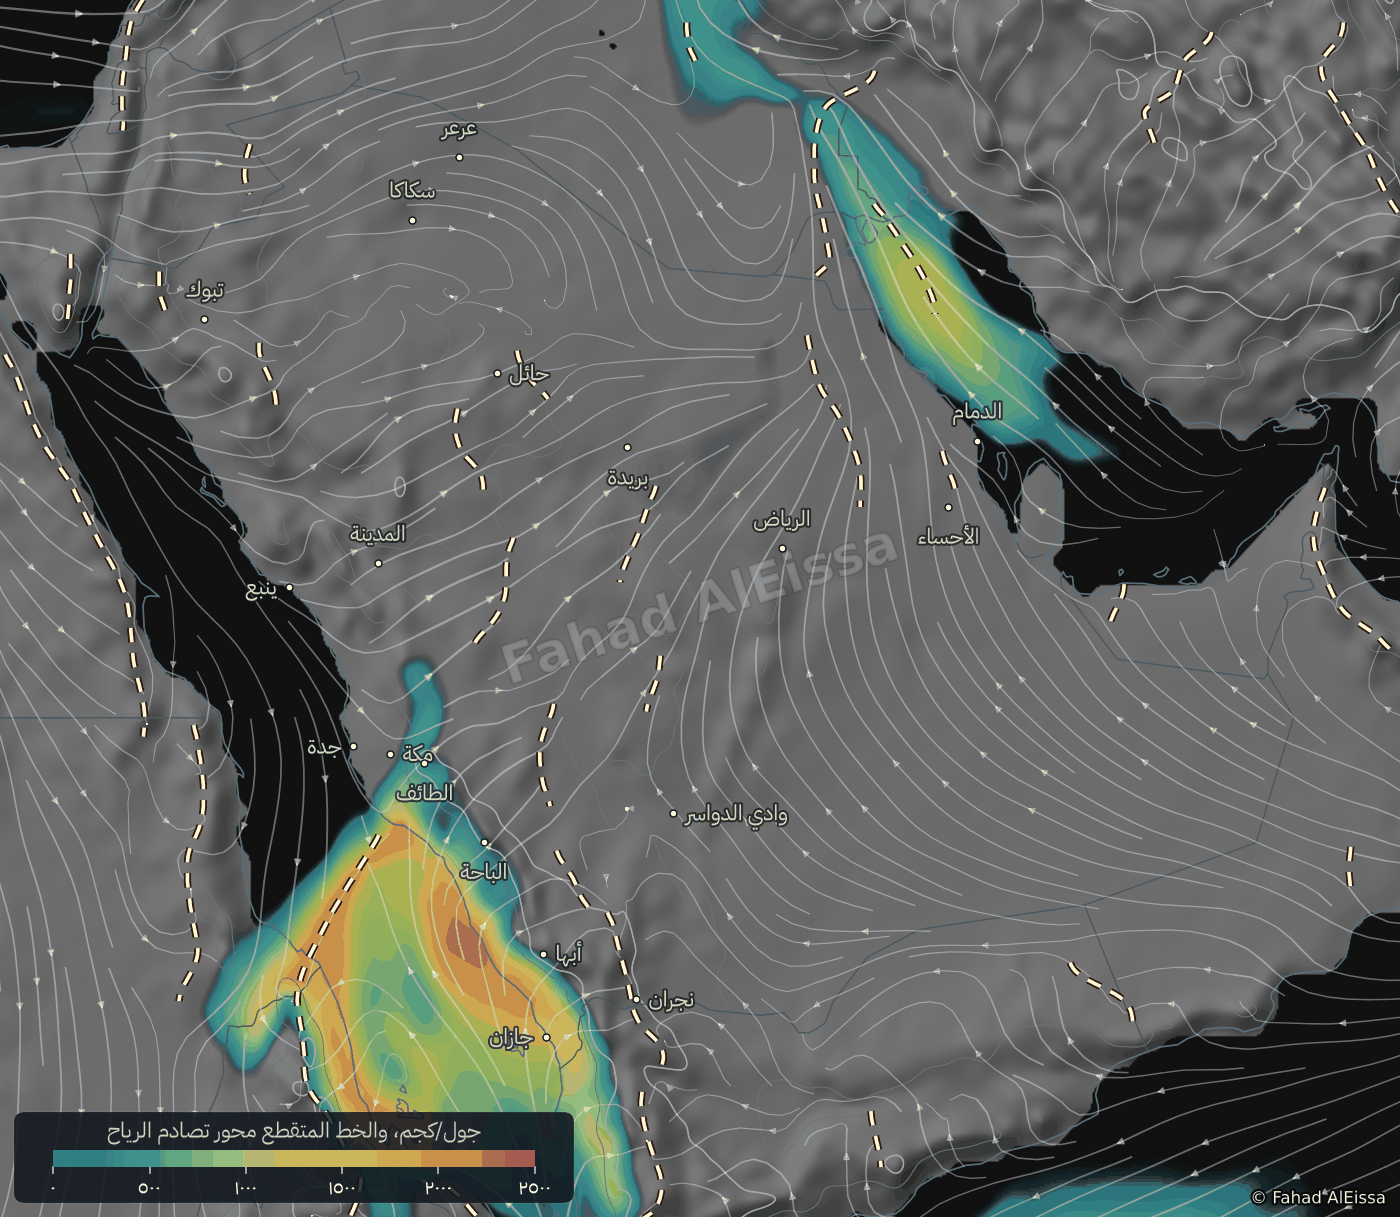 عرعر
سكاكا
تبوك
حائل
الدمام
بريدة
الرياض
المدينة
الأحساء
ينبع
Fahad AlEissa
جدة
مكة
الطائف
وادي الدواسر
الباحة
أبها
نجران
جازان
جول/كجم، والخط المتقطع محور تصادم الرياح
٠ ٥٠٠ ١٠٠٠ ١٥٠٠ ٢٠٠٠ ٢٥٠٠
© Fahad AlEissa